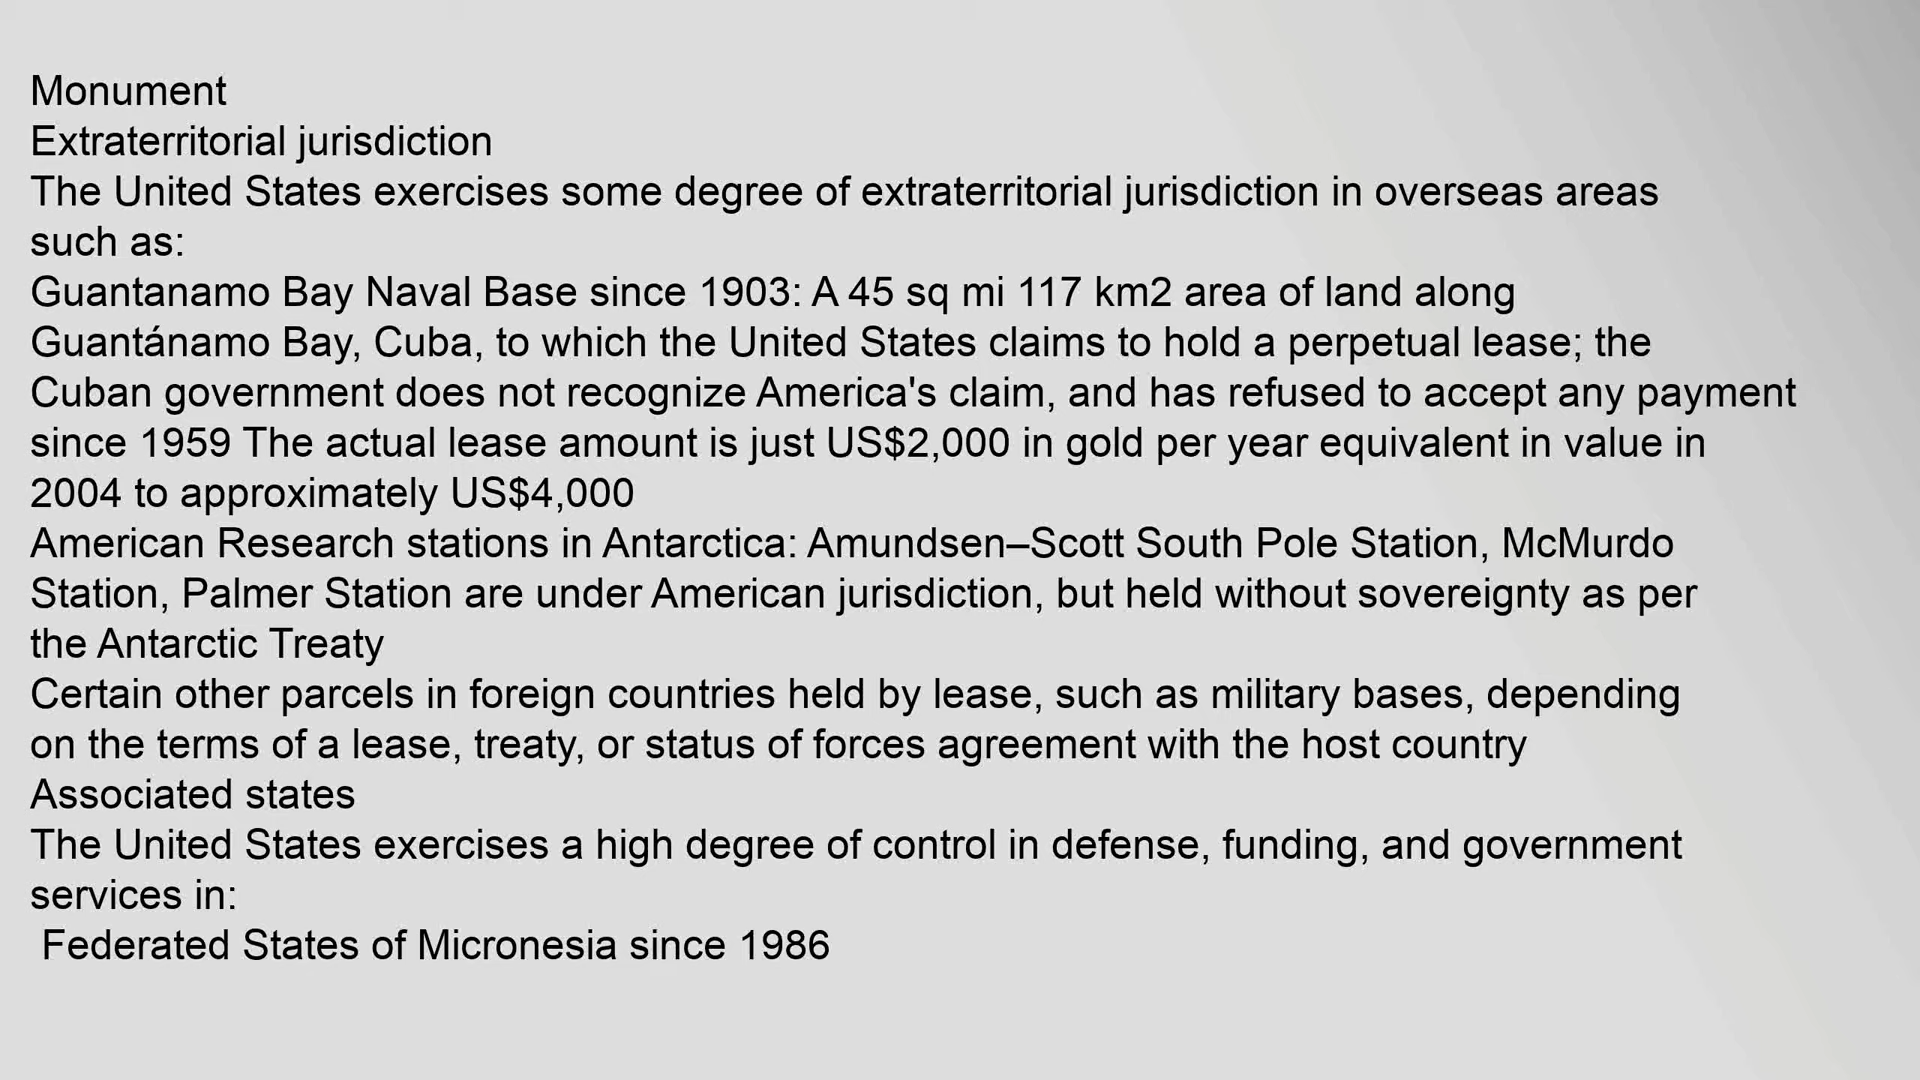 Monument
Extraterritorial jurisdiction
The United States exercises some degree of extraterritorial jurisdiction in overseas areas
such as:
Guantanamo Bay Naval Base since 1903: A 45 sq mi 117 km2 area of land along
Guantánamo Bay, Cuba, to which the United States claims to hold a perpetual lease; the
Cuban government does not recognize America's claim, and has refused to accept any payment
since 1959 The actual lease amount is just US$2,000 in gold per year equivalent in value in
2004 to approximately US$4,000
American Research stations in Antarctica: Amundsen–Scott South Pole Station, McMurdo
Station, Palmer Station are under American jurisdiction, but held without sovereignty as per
the Antarctic Treaty
Certain other parcels in foreign countries held by lease, such as military bases, depending
on the terms of a lease, treaty, or status of forces agreement with the host country
Associated states
The United States exercises a high degree of control in defense, funding, and government
services in:
Federated States of Micronesia since 1986